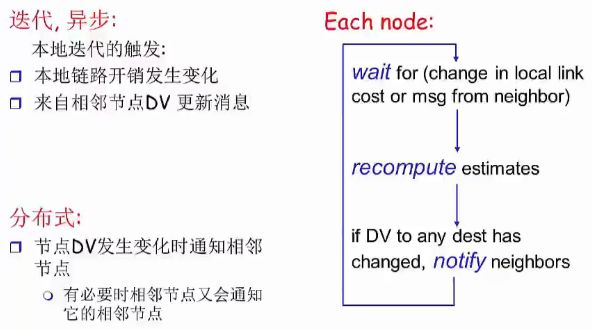 迭代, 异步:
本地迭代的触发:
本地链路开销发生变化
来自相邻节点DV 更新消息
分布式:
节点DV发生变化时通知相邻
节点
有必要时相邻节点又会通知
它的相邻节点
Each node:
wait for (change in local link
cost or msg from neighbor)
recompute estimates
if DV to any dest has
changed, notify neighbors